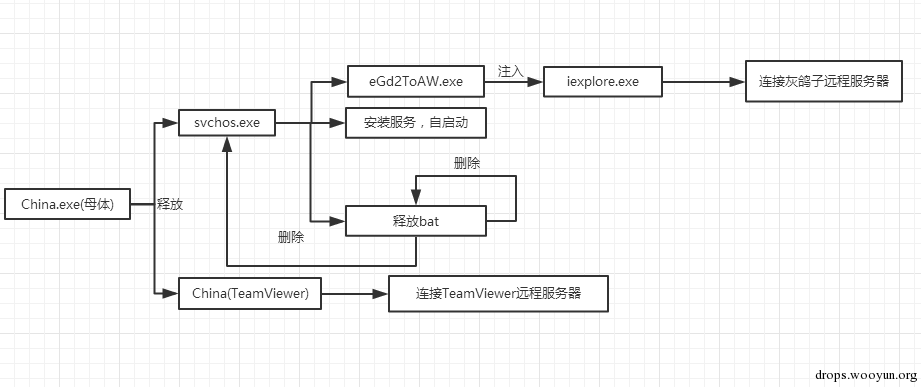 eGd2ToAW.exe
注入
iexplore.exe
连接灰鸽子远程服务器
svchos.exe
安装服务，自启动
删除
China.exe(母体)
释放
释放bat
删除
China(TeamViewer)
连接TeamViewer远程服务器
drops.wooyun.org